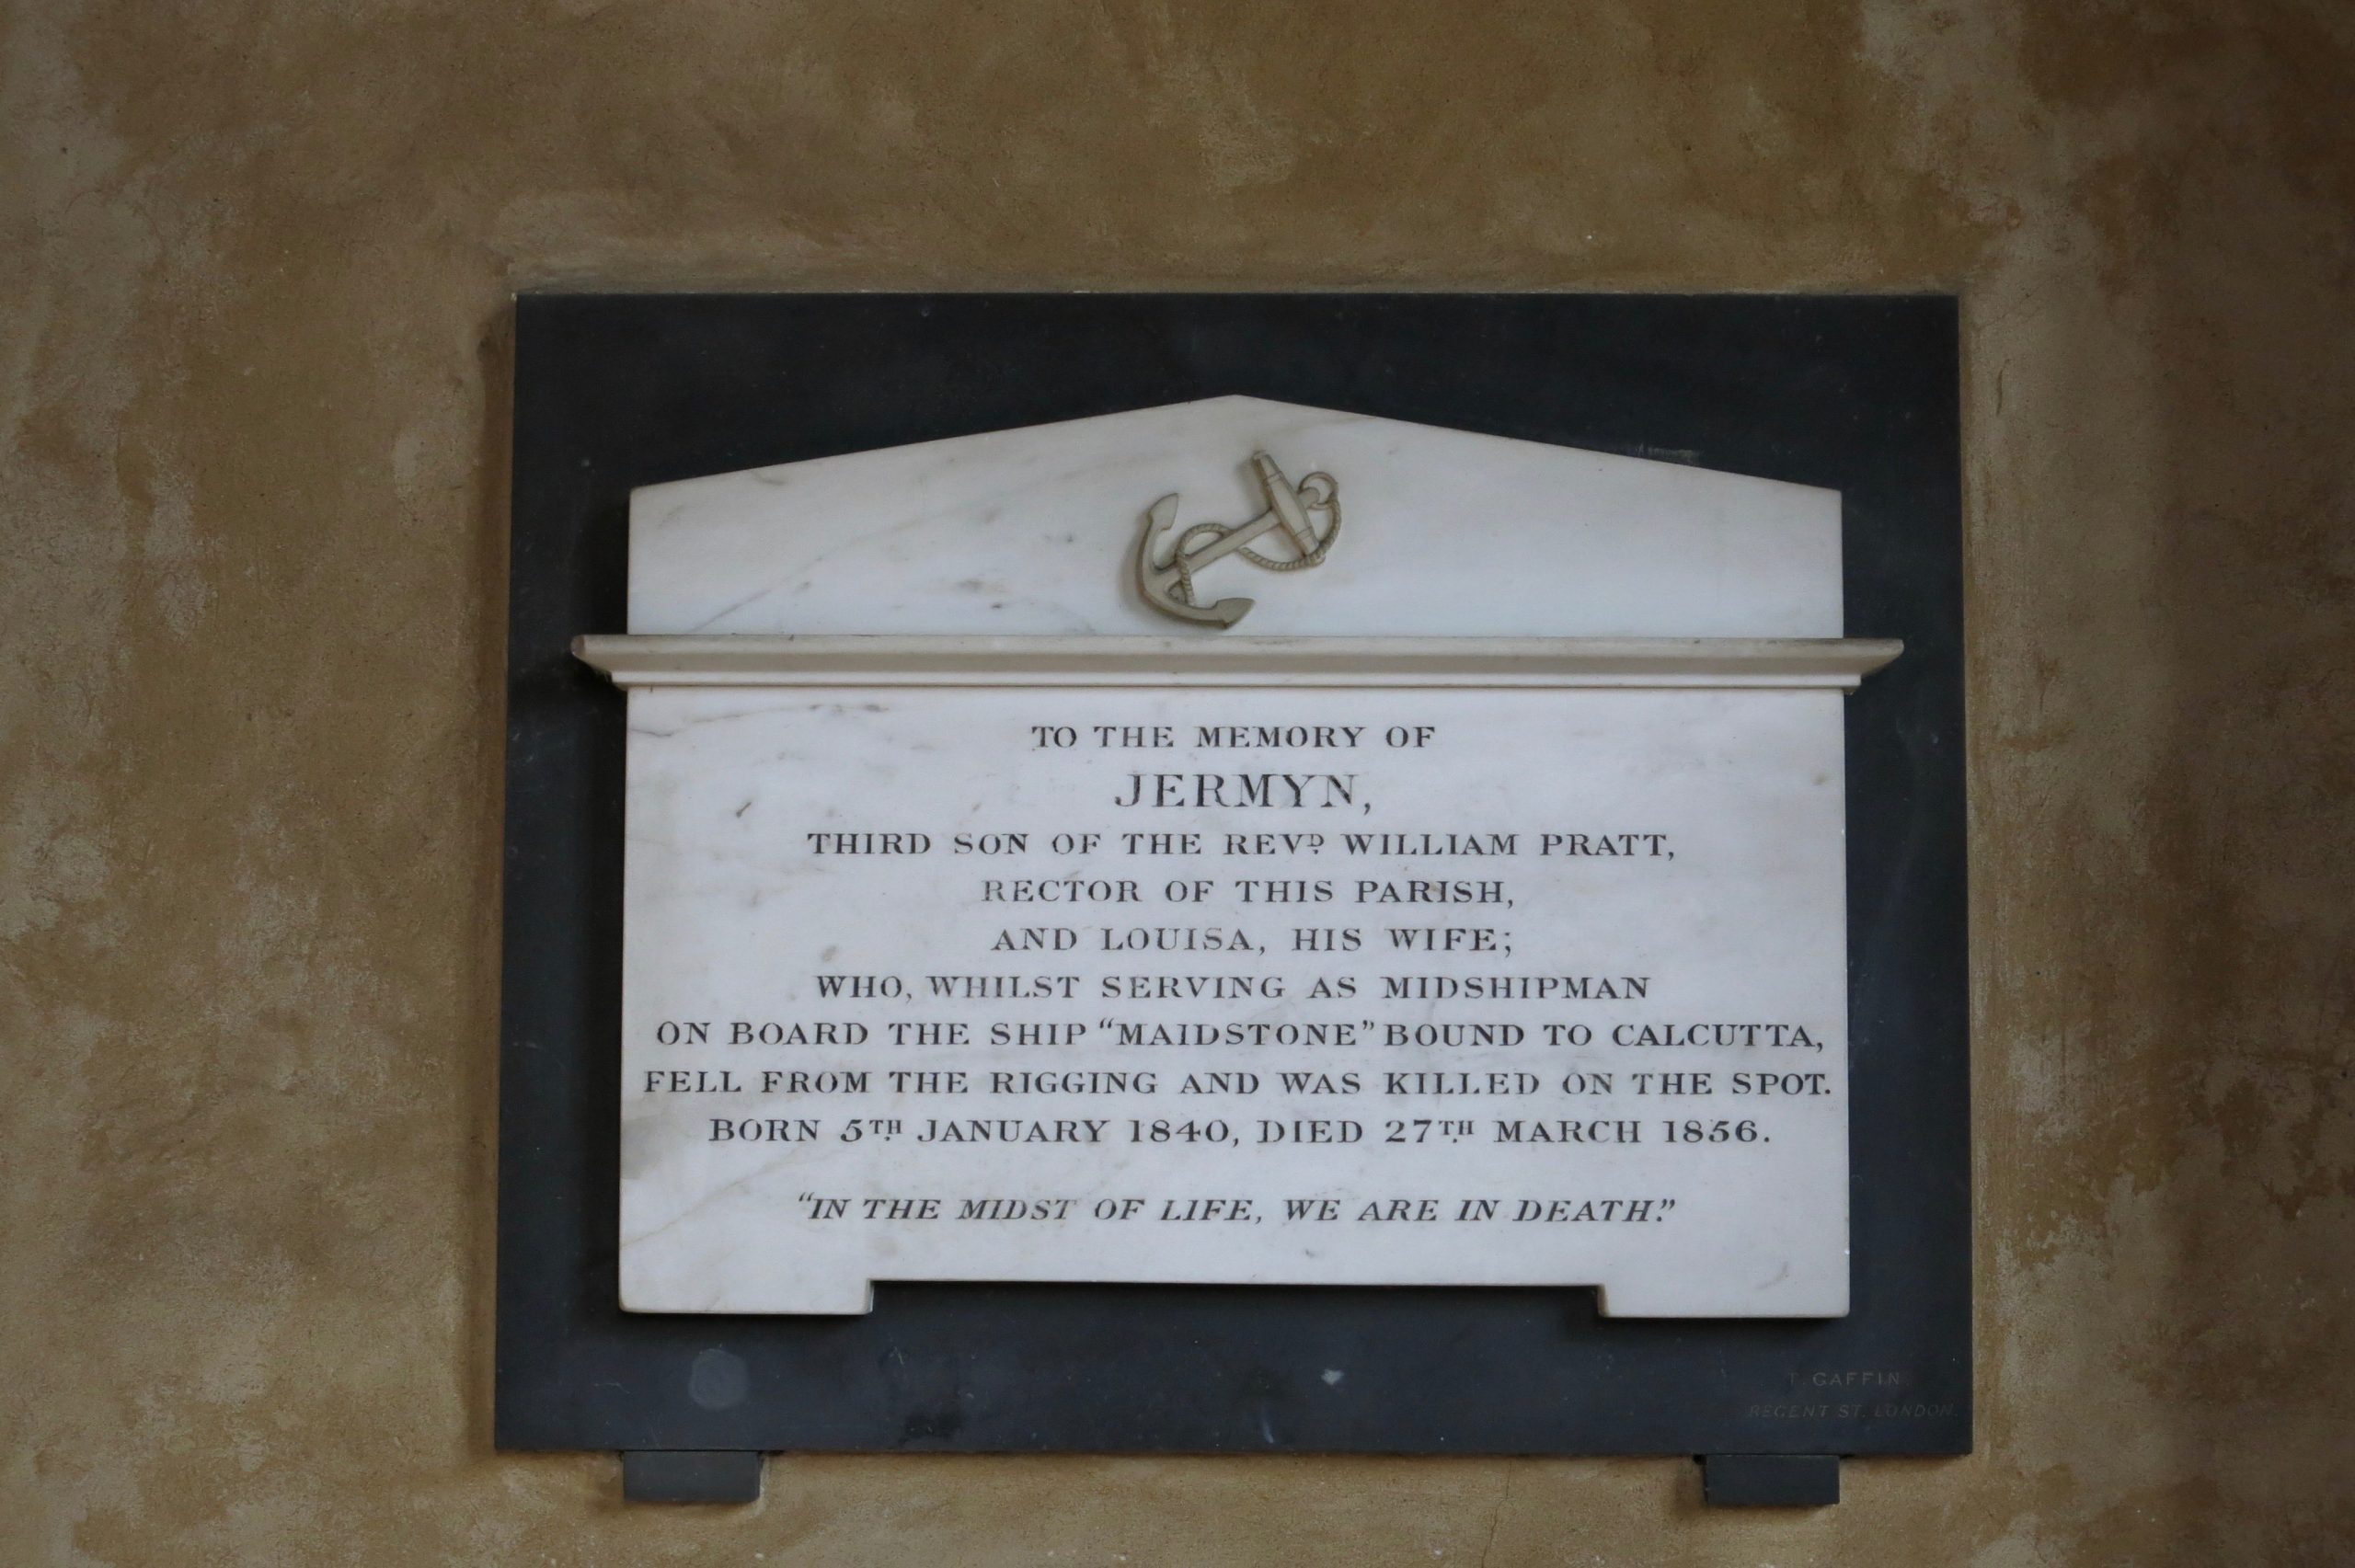 TO THE MEMORY OF
JERMYN,
THIRD SON OF THE REVD WILLIAM PRATT,
RECTOR OF THIS PARISH,
AND LOUISA, HIS WIFE;
WHO, WHILST SERVING AS MIDSHIPMAN
ON BOARD THE SHIP “MAIDSTONE” BOUND TO CALCUTTA,
FELL FROM THE RIGGING AND WAS KILLED ON THE SPOT.
BORN 5TH JANUARY 1840, DIED 27TH MARCH 1856.
“IN THE MIDST OF LIFE, WE ARE IN DEATH.”
T. GAFFIN
REGENT ST. LONDON